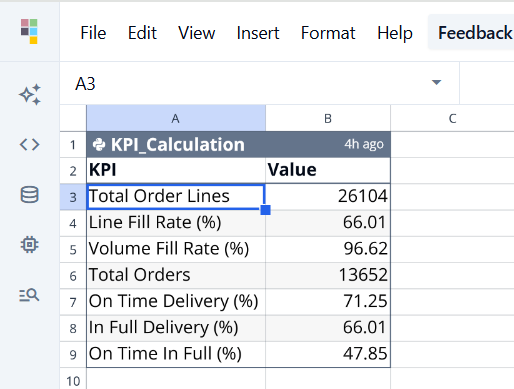 File Edit View Insert Format Help Feedback
A3
A B C
1 KPI_Calculation 4h ago
2 KPI Value
3 Total Order Lines 26104
4 Line Fill Rate (%) 66.01
5 Volume Fill Rate (%) 96.62
6 Total Orders 13652
7 On Time Delivery (%) 71.25
8 In Full Delivery (%) 66.01
9 On Time In Full (%) 47.85
10